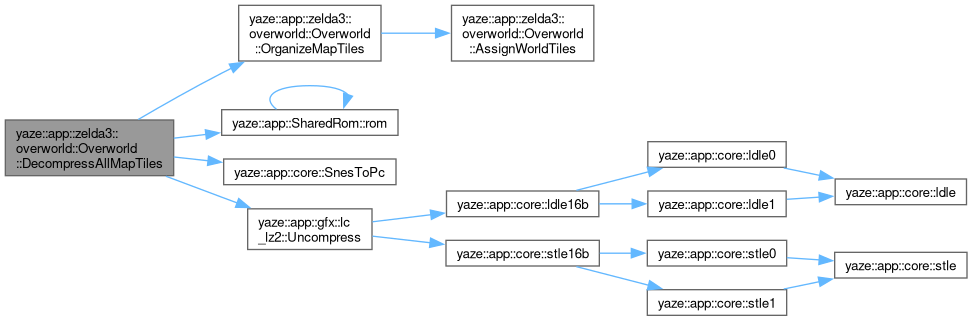 yaze::app::zelda3::
overworld::Overworld
::DecompressAllMapTiles
yaze::app::zelda3::
overworld::Overworld
::OrganizeMapTiles
yaze::app::zelda3::
overworld::Overworld
::AssignWorldTiles
yaze::app::SharedRom::rom
yaze::app::core::SnesToPc
yaze::app::gfx::lc
_lz2::Uncompress
yaze::app::core::ldle16b
yaze::app::core::ldle0
yaze::app::core::ldle1
yaze::app::core::ldle
yaze::app::core::stle16b
yaze::app::core::stle0
yaze::app::core::stle1
yaze::app::core::stle